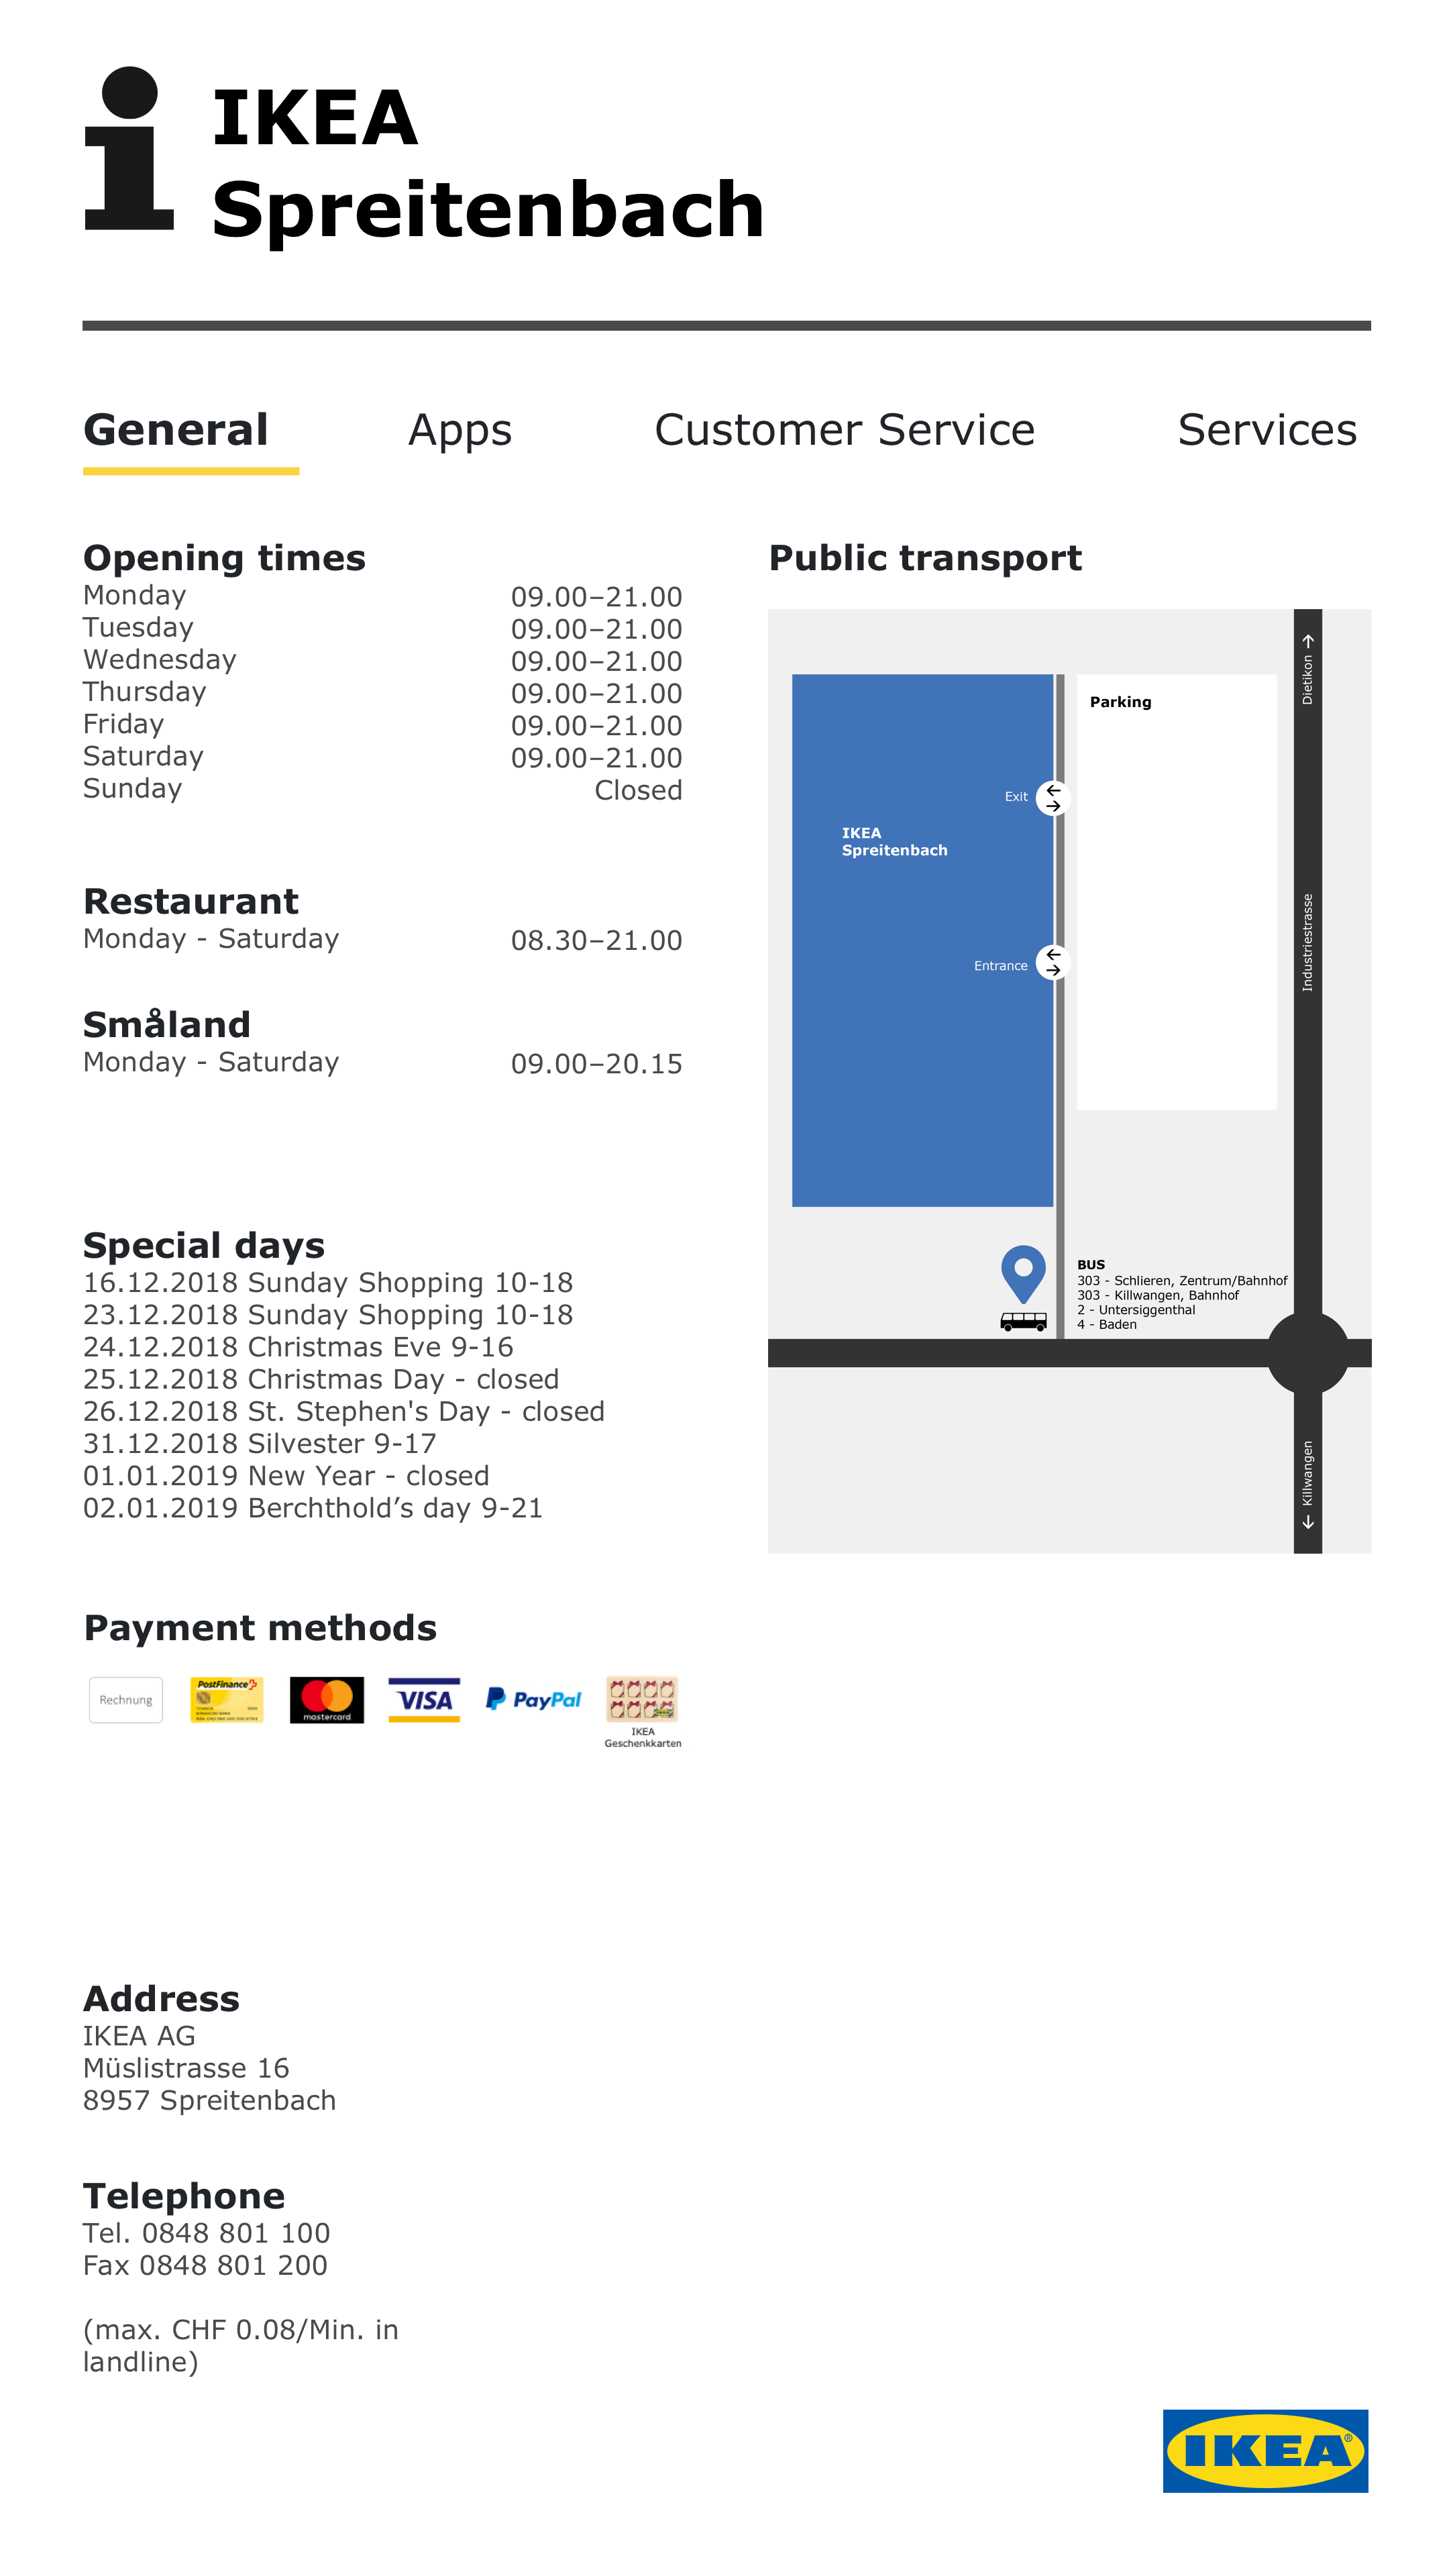 IKEA
Spreitenbach
General
Apps
Customer Service
Services
Opening times
Monday 09.00–21.00
Tuesday 09.00–21.00
Wednesday 09.00–21.00
Thursday 09.00–21.00
Friday 09.00–21.00
Saturday 09.00–21.00
Sunday Closed
Restaurant
Monday - Saturday 08.30–21.00
Småland
Monday - Saturday 09.00–20.15
Special days
16.12.2018 Sunday Shopping 10-18
23.12.2018 Sunday Shopping 10-18
24.12.2018 Christmas Eve 9-16
25.12.2018 Christmas Day - closed
26.12.2018 St. Stephen's Day - closed
31.12.2018 Silvester 9-17
01.01.2019 New Year - closed
02.01.2019 Berchthold’s day 9-21
Payment methods
Rechnung
PostFinance
mastercard
VISA
PayPal
IKEA
Geschenkkarten
Address
IKEA AG
Müslistrasse 16
8957 Spreitenbach
Telephone
Tel. 0848 801 100
Fax 0848 801 200
(max. CHF 0.08/Min. in
landline)
Public transport
Dietikon
Parking
Exit
IKEA
Spreitenbach
Industriestrasse
Entrance
BUS
303 - Schlieren, Zentrum/Bahnhof
303 - Killwangen, Bahnhof
2 - Untersiggenthal
4 - Baden
Killwangen
IKEA®